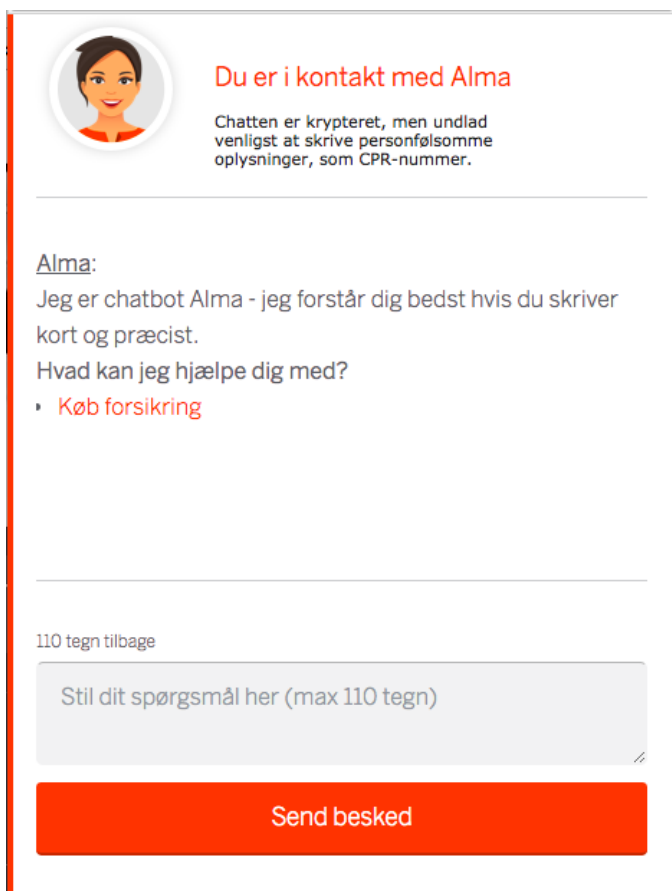 Du er i kontakt med Alma
Chatten er krypteret, men undlad
venligst at skrive personfølsomme
oplysninger, som CPR-nummer.
Alma:
Jeg er chatbot Alma - jeg forstår dig bedst hvis du skriver
kort og præcist.
Hvad kan jeg hjælpe dig med?
• Køb forsikring
110 tegn tilbage
Stil dit spørgsmål her (max 110 tegn)
Send besked